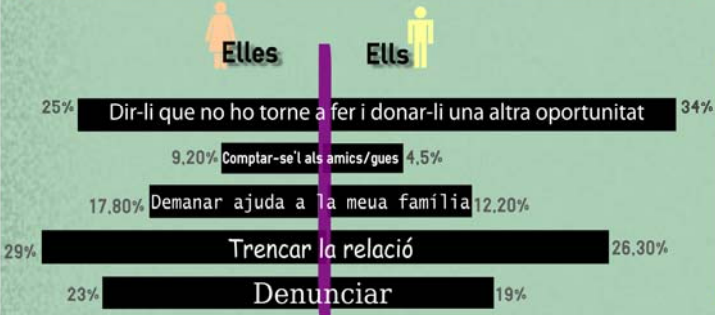 Elles Ells
25% Dir-li que no ho torne a fer i donar-li una altra oportunitat 34%
9,20% Comptar-se'l als amics/gues 4,5%
17,80% Demanar ajuda a la meua família 12,20%
29% Trencar la relació 26,30%
23% Denunciar 19%